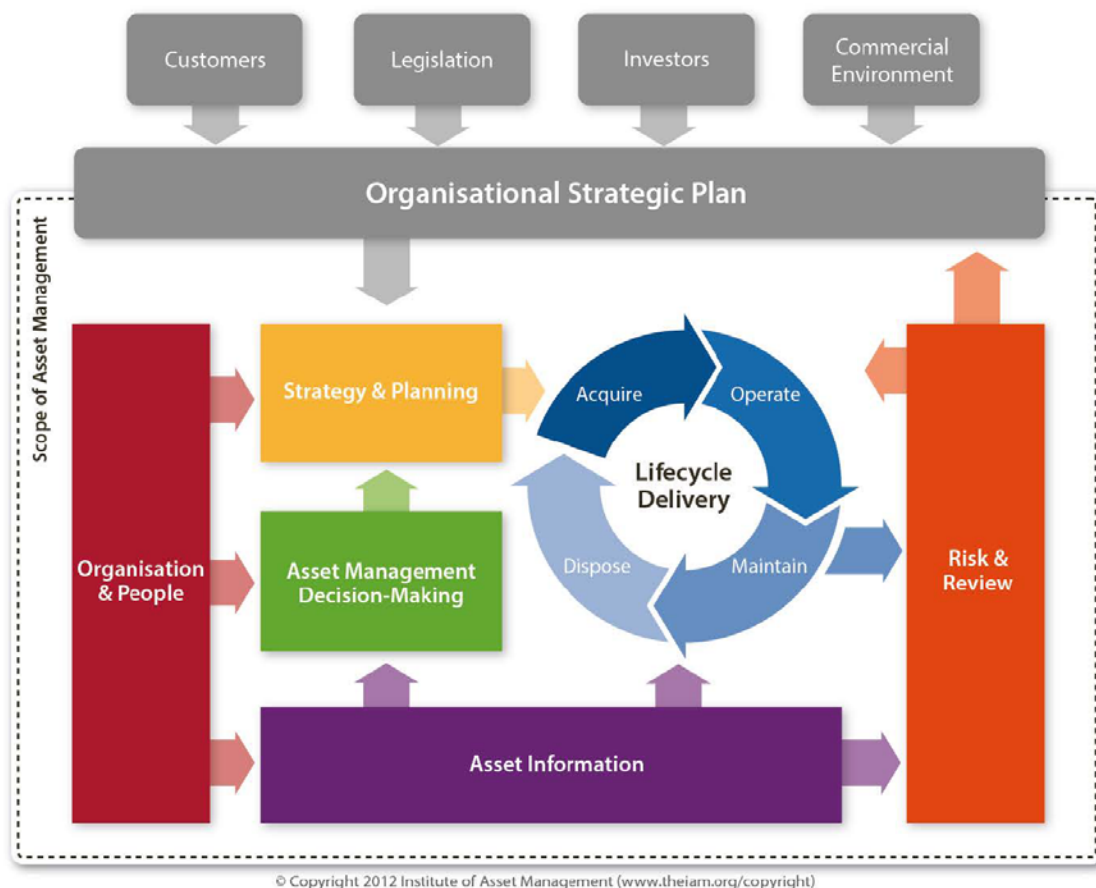 Customers
Legislation
Investors
Commercial
Environment
Organisational Strategic Plan
Scope of Asset Management
Organisation
& People
Strategy & Planning
Asset Management
Decision-Making
Acquire
Operate
Lifecycle
Delivery
Dispose
Maintain
Risk &
Review
Asset Information
© Copyright 2012 Institute of Asset Management (www.theiam.org/copyright)